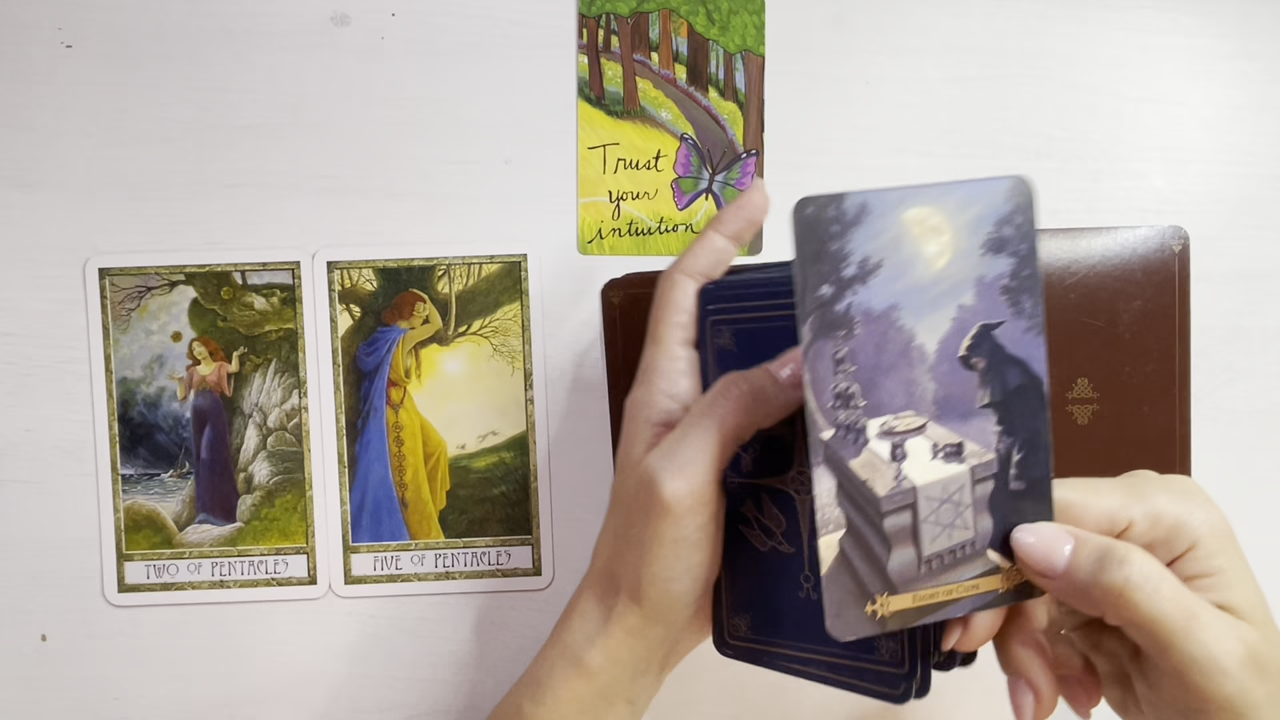 Trust
your
intuition
TWO OF PENTACLES
FIVE OF PENTACLES
EIGHT OF CUPS